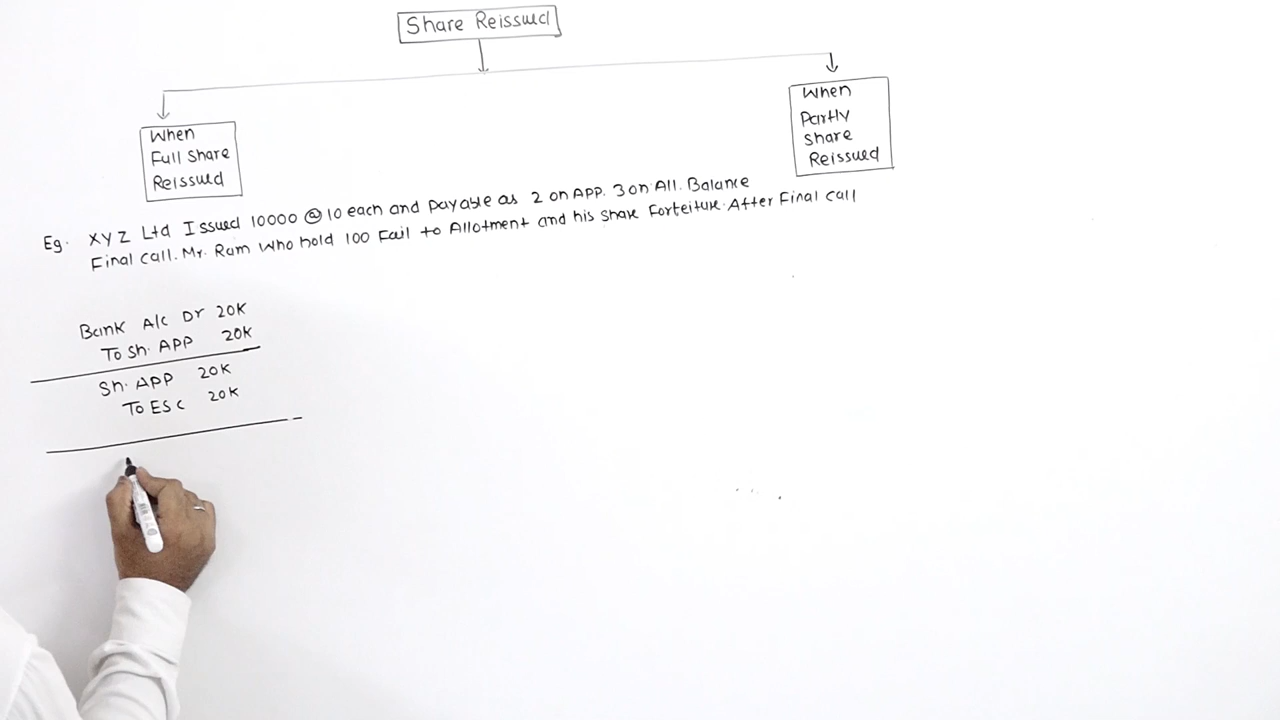 Share Reissued
When
Full Share
Reissued
When
Partly
Share
Reissued
Eg. XYZ Ltd Issued 10000 @ 10 each and payable as 2 on APP. 3 on All. Balance
Final call. Mr. Ram Who hold 100 Fail to Allotment and his share Forfeiture. After Final call
Bank A/c Dr 20K
To Sh. APP 20K
Sh. APP 20K
To ESC 20K